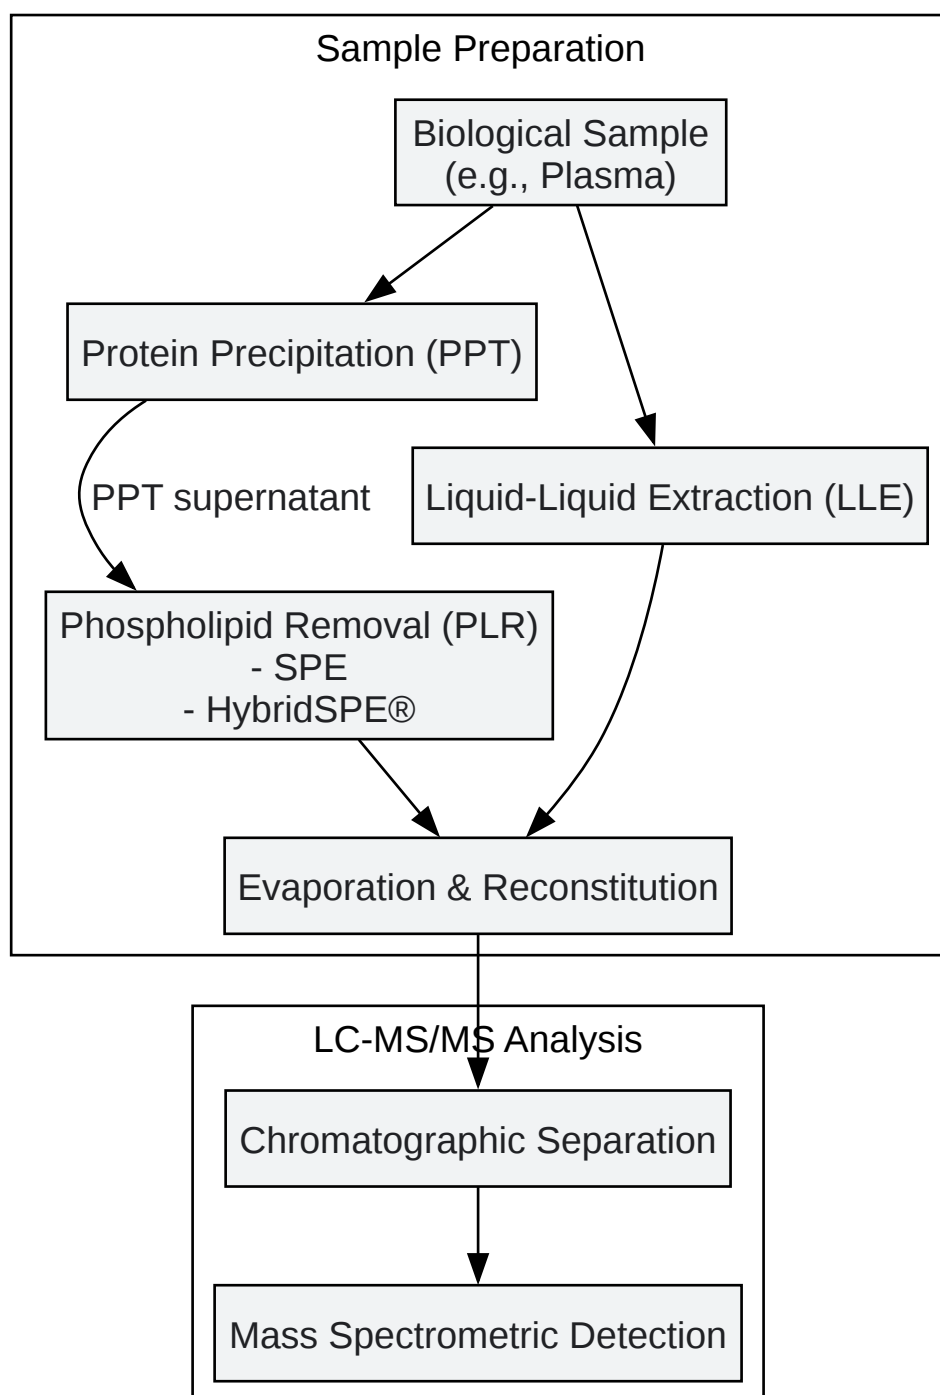 Sample Preparation
Biological Sample
(e.g., Plasma)
Protein Precipitation (PPT)
PPT supernatant
Liquid-Liquid Extraction (LLE)
Phospholipid Removal (PLR)
- SPE
- HybridSPE®
Evaporation & Reconstitution
LC-MS/MS Analysis
Chromatographic Separation
Mass Spectrometric Detection